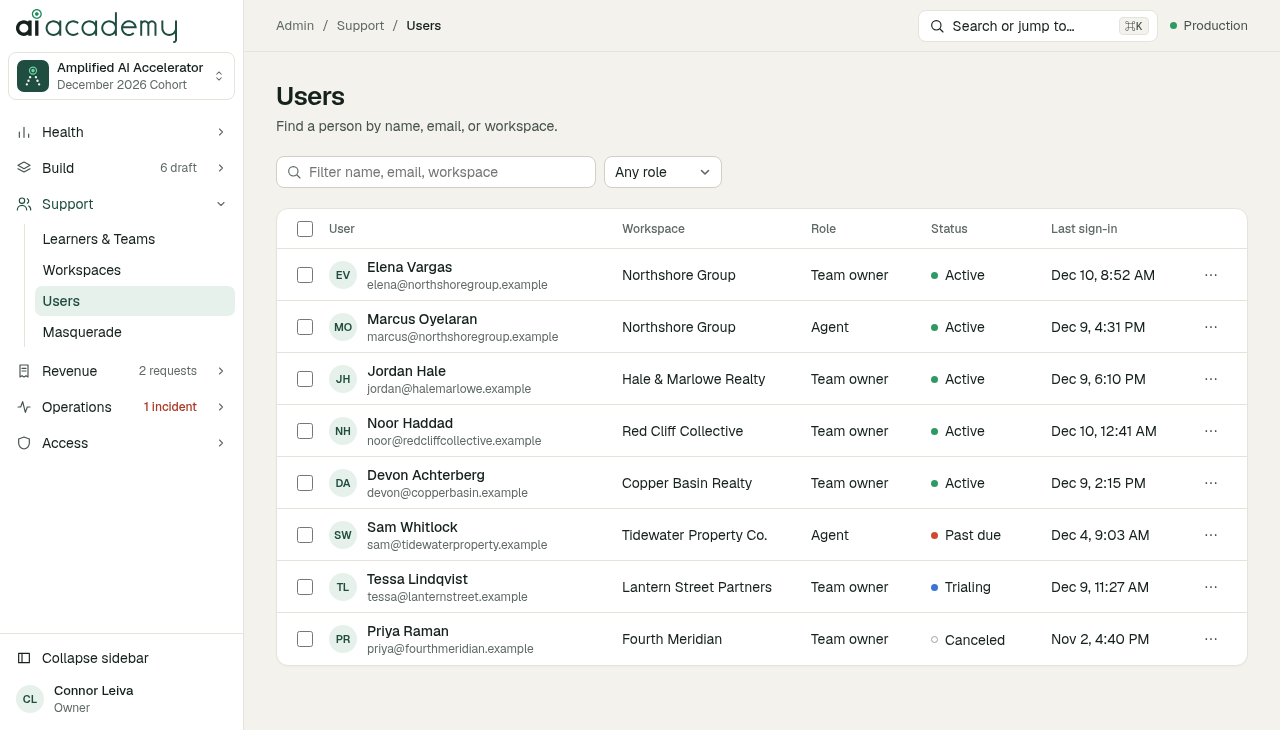 ai academy
Amplified AI Accelerator
December 2026 Cohort
Health
Build 6 draft
Support
Learners & Teams
Workspaces
Users
Masquerade
Revenue 2 requests
Operations 1 incident
Access
Collapse sidebar
CL Connor Leiva
Owner
Admin / Support / Users
Search or jump to… ⌘K
Production
Users
Find a person by name, email, or workspace.
Filter name, email, workspace
Any role
User Workspace Role Status Last sign-in
EV Elena Vargas Northshore Group Team owner Active Dec 10, 8:52 AM
elena@northshoregroup.example
MO Marcus Oyelaran Northshore Group Agent Active Dec 9, 4:31 PM
marcus@northshoregroup.example
JH Jordan Hale Hale & Marlowe Realty Team owner Active Dec 9, 6:10 PM
jordan@halemarlowe.example
NH Noor Haddad Red Cliff Collective Team owner Active Dec 10, 12:41 AM
noor@redcliffcollective.example
DA Devon Achterberg Copper Basin Realty Team owner Active Dec 9, 2:15 PM
devon@copperbasin.example
SW Sam Whitlock Tidewater Property Co. Agent Past due Dec 4, 9:03 AM
sam@tidewaterproperty.example
TL Tessa Lindqvist Lantern Street Partners Team owner Trialing Dec 9, 11:27 AM
tessa@lanternstreet.example
PR Priya Raman Fourth Meridian Team owner Canceled Nov 2, 4:40 PM
priya@fourthmeridian.example